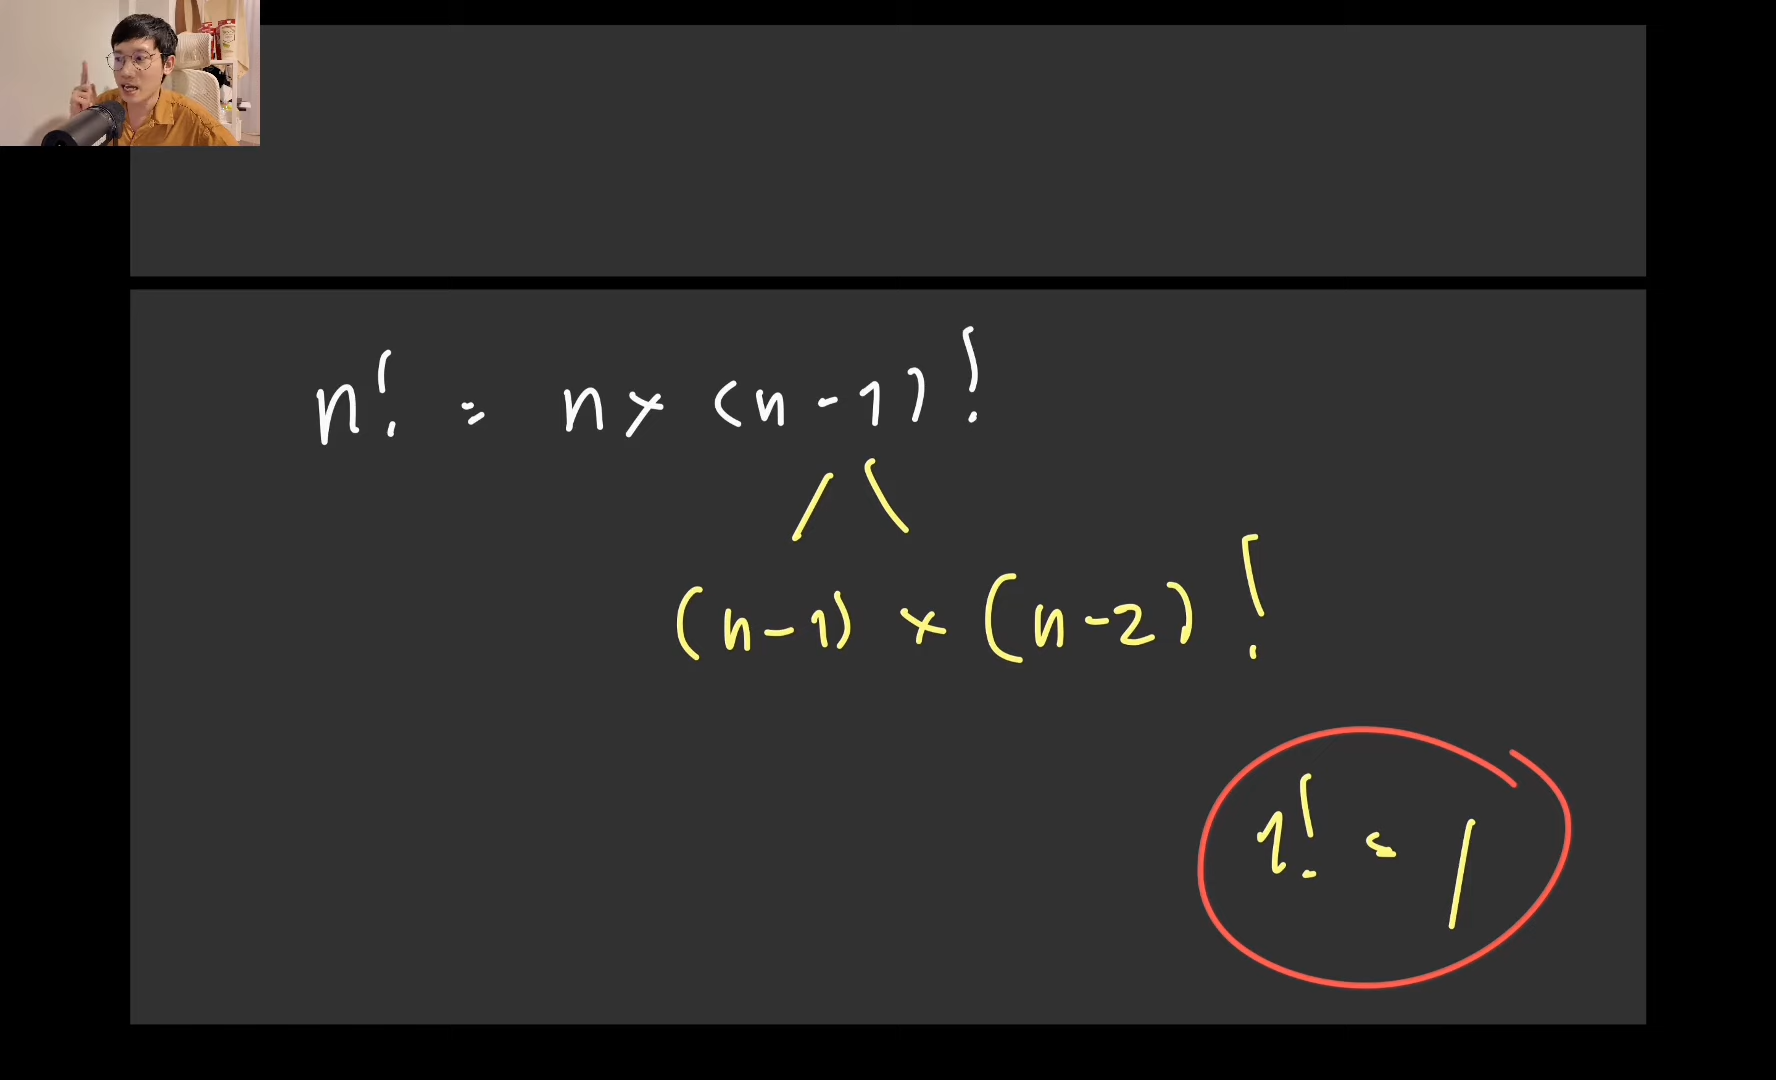 n! = n × (n-1)!
(n-1) × (n-2)!
1! = 1